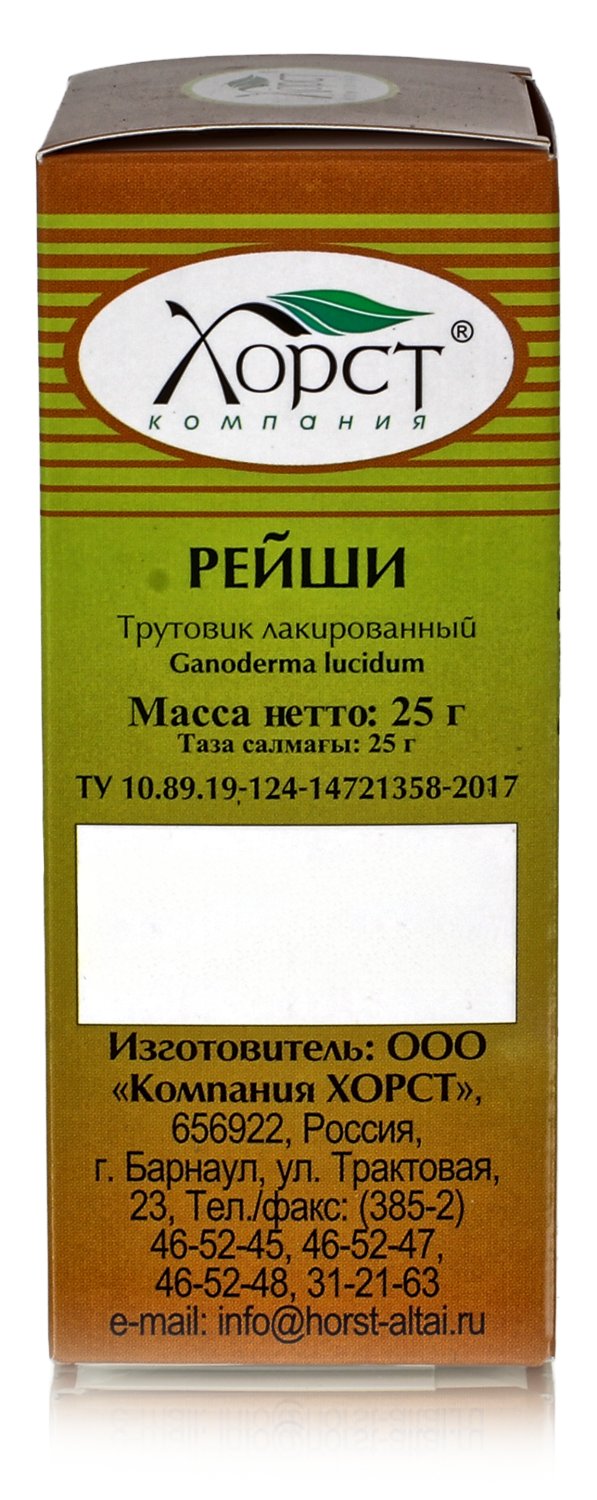 Хорст®
компания
РЕЙШИ
Трутовик лакированный
Ganoderma lucidum
Масса нетто: 25 г
Таза салмағы: 25 г
ТУ 10.89.19-124-14721358-2017
Изготовитель: ООО
«Компания ХОРСТ»,
656922, Россия,
г. Барнаул, ул. Трактовая,
23, Тел./факс: (385-2)
46-52-45, 46-52-47,
46-52-48, 31-21-63
e-mail: info@horst-altai.ru